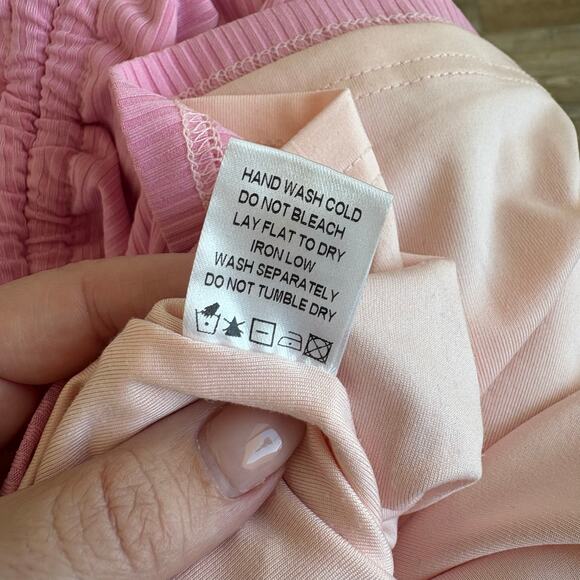 HAND WASH COLD
DO NOT BLEACH
LAY FLAT TO DRY
IRON LOW
WASH SEPARATELY
DO NOT TUMBLE DRY